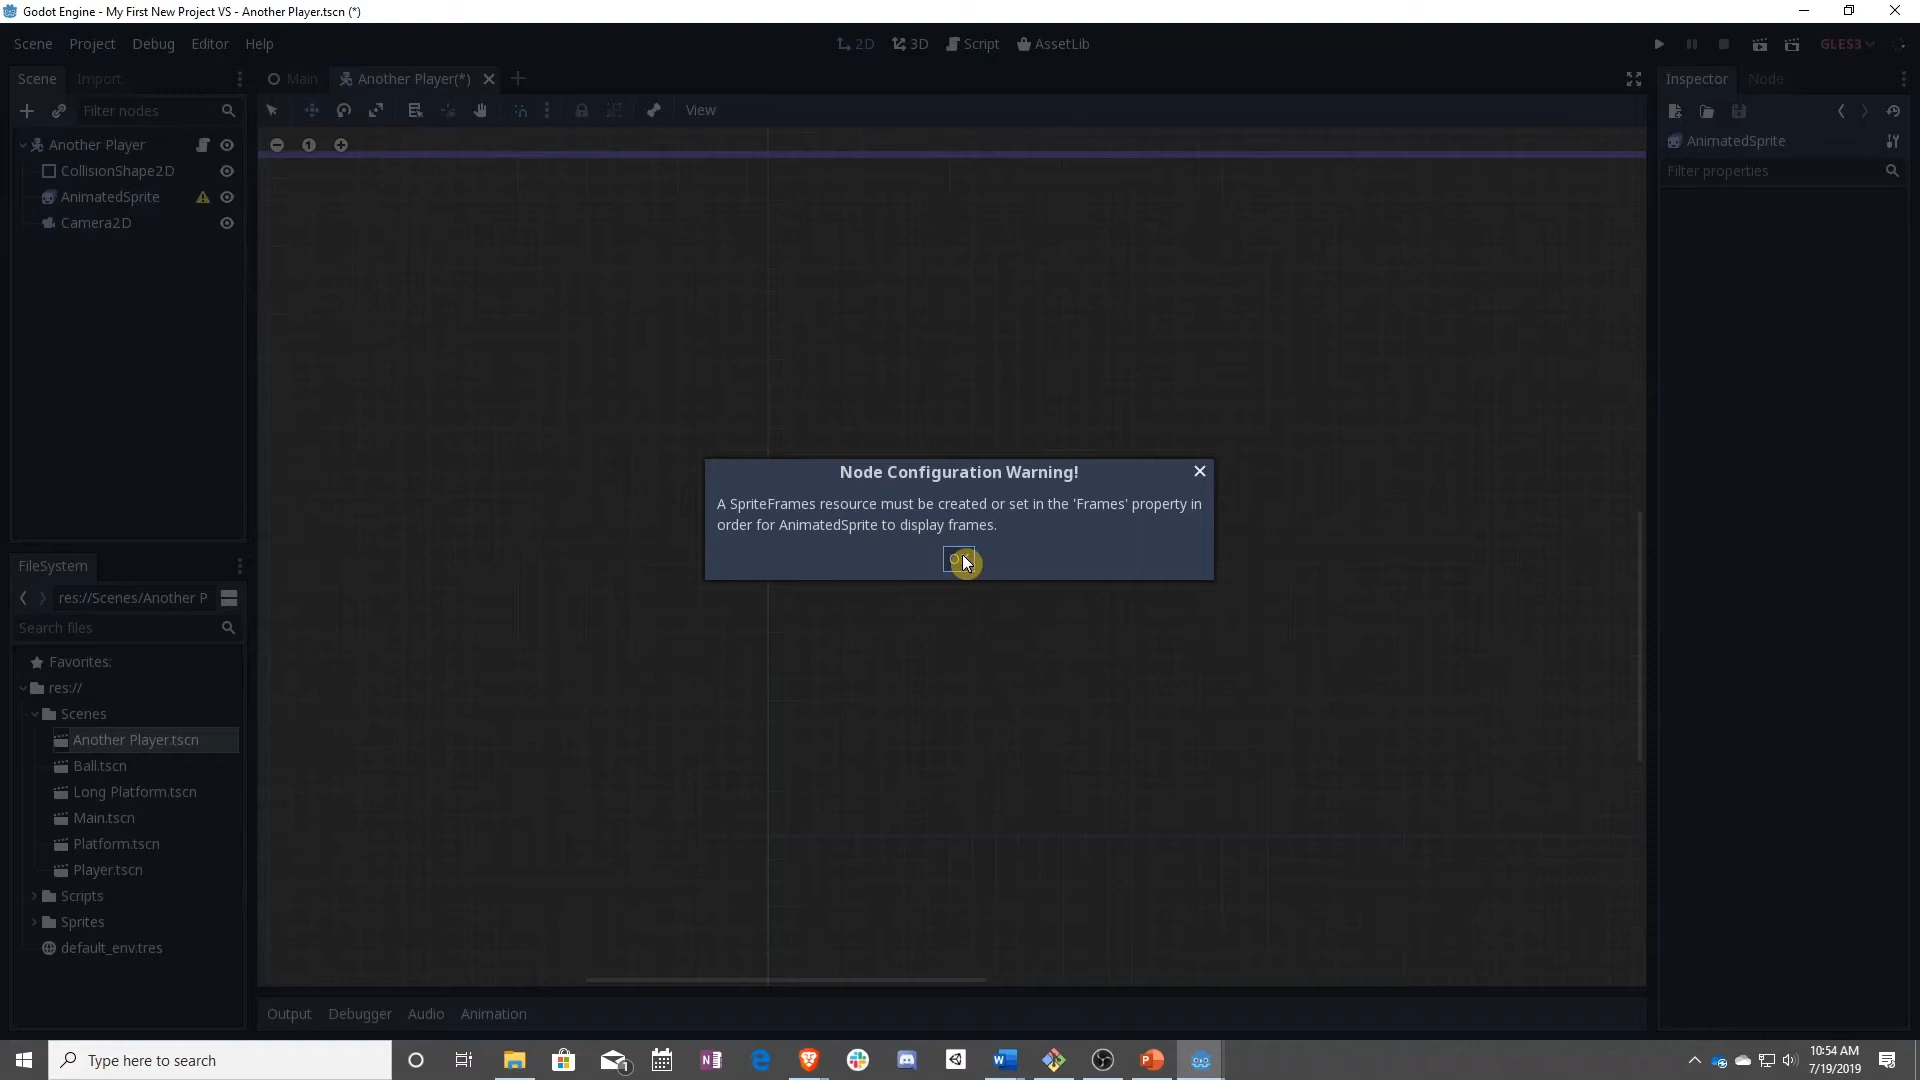 Godot Engine - My First New Project VS - Another Player.tscn (*)
Scene Project Debug Editor Help
2D 3D Script AssetLib
GLES3
Scene Import
Main Another Player(*)
Inspector Node
Filter nodes
View
Another Player
CollisionShape2D
AnimatedSprite
Camera2D
AnimatedSprite
Filter properties
Node Configuration Warning!
A SpriteFrames resource must be created or set in the 'Frames' property in
order for AnimatedSprite to display frames.
FileSystem
res://Scenes/Another P
Search files
Favorites:
res://
Scenes
Another Player.tscn
Ball.tscn
Long Platform.tscn
Main.tscn
Platform.tscn
Player.tscn
Scripts
Sprites
default_env.tres
Output Debugger Audio Animation
Type here to search
10:54 AM
7/19/2019